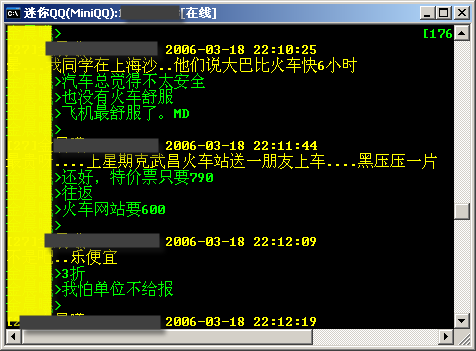 迷你QQ(MiniQQ):1 [在线]
> [176
2006-03-18 22:10:25
我同学在上海沙..他们说大巴比火车快6小时
>汽车总觉得不太安全
>也没有火车舒服
>飞机最舒服了。MD
>
2006-03-18 22:11:44
....上星期克武昌火车站送一朋友上车....黑压压一片
>还好，特价票只要790
>往返
>火车网站要600
>
2006-03-18 22:12:09
..乐便宜
>3折
>我怕单位不给报
>
2006-03-18 22:12:19